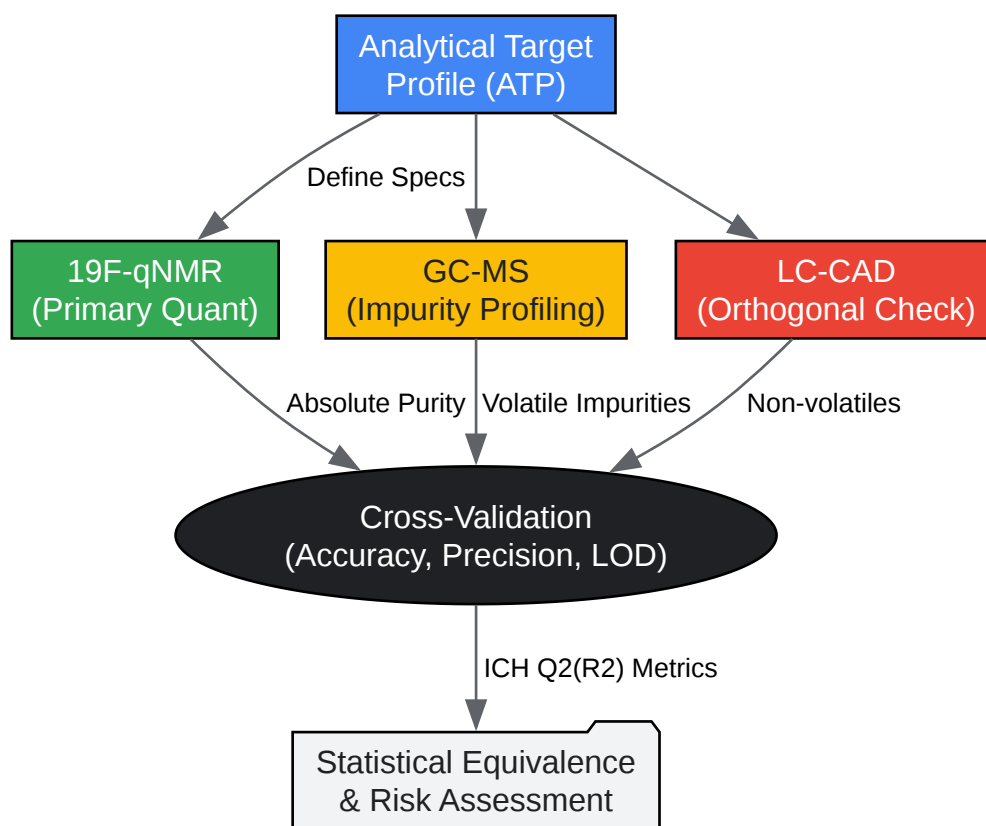 Analytical Target
Profile (ATP)
Define Specs
19F-qNMR
(Primary Quant)
GC-MS
(Impurity Profiling)
LC-CAD
(Orthogonal Check)
Absolute Purity
Volatile Impurities
Non-volatiles
Cross-Validation
(Accuracy, Precision, LOD)
ICH Q2(R2) Metrics
Statistical Equivalence
& Risk Assessment